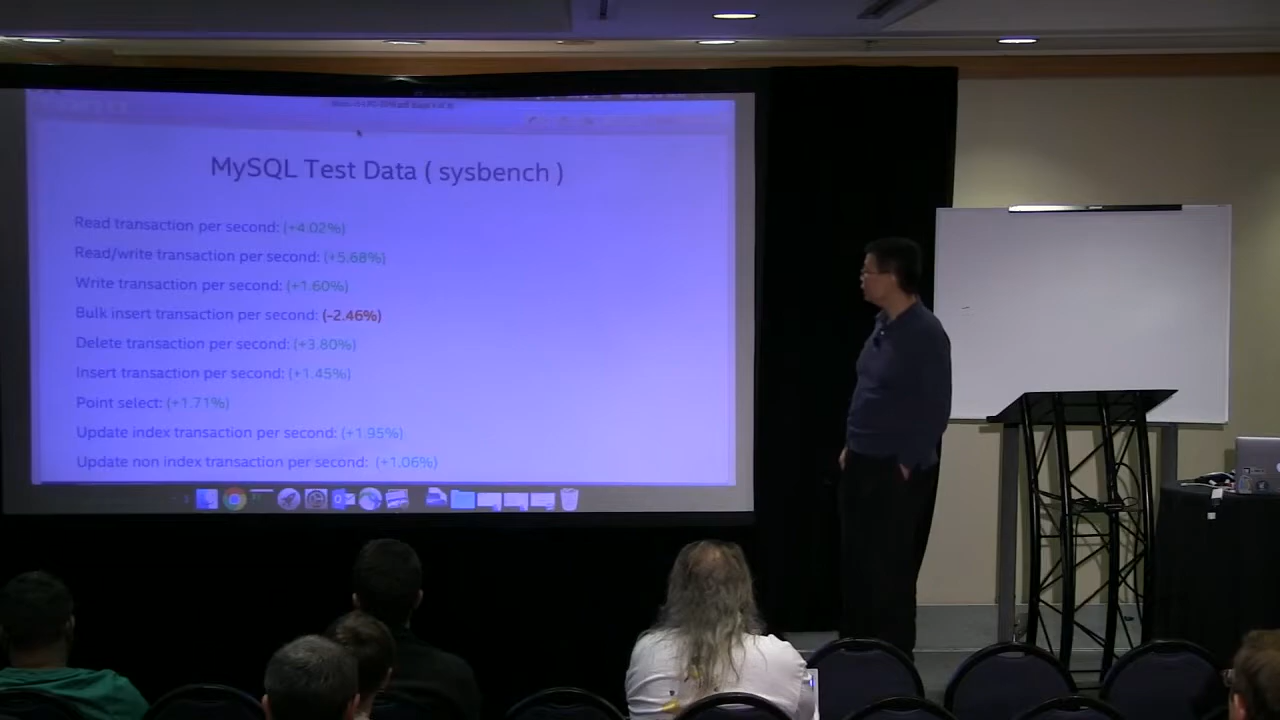 MySQL Test Data ( sysbench )
Read transaction per second: (+4.02%)
Read/write transaction per second: (+5.68%)
Write transaction per second: (+1.60%)
Bulk insert transaction per second: (-2.46%)
Delete transaction per second: (+3.80%)
Insert transaction per second: (+1.45%)
Point select: (+1.71%)
Update index transaction per second: (+1.95%)
Update non index transaction per second: (+1.06%)